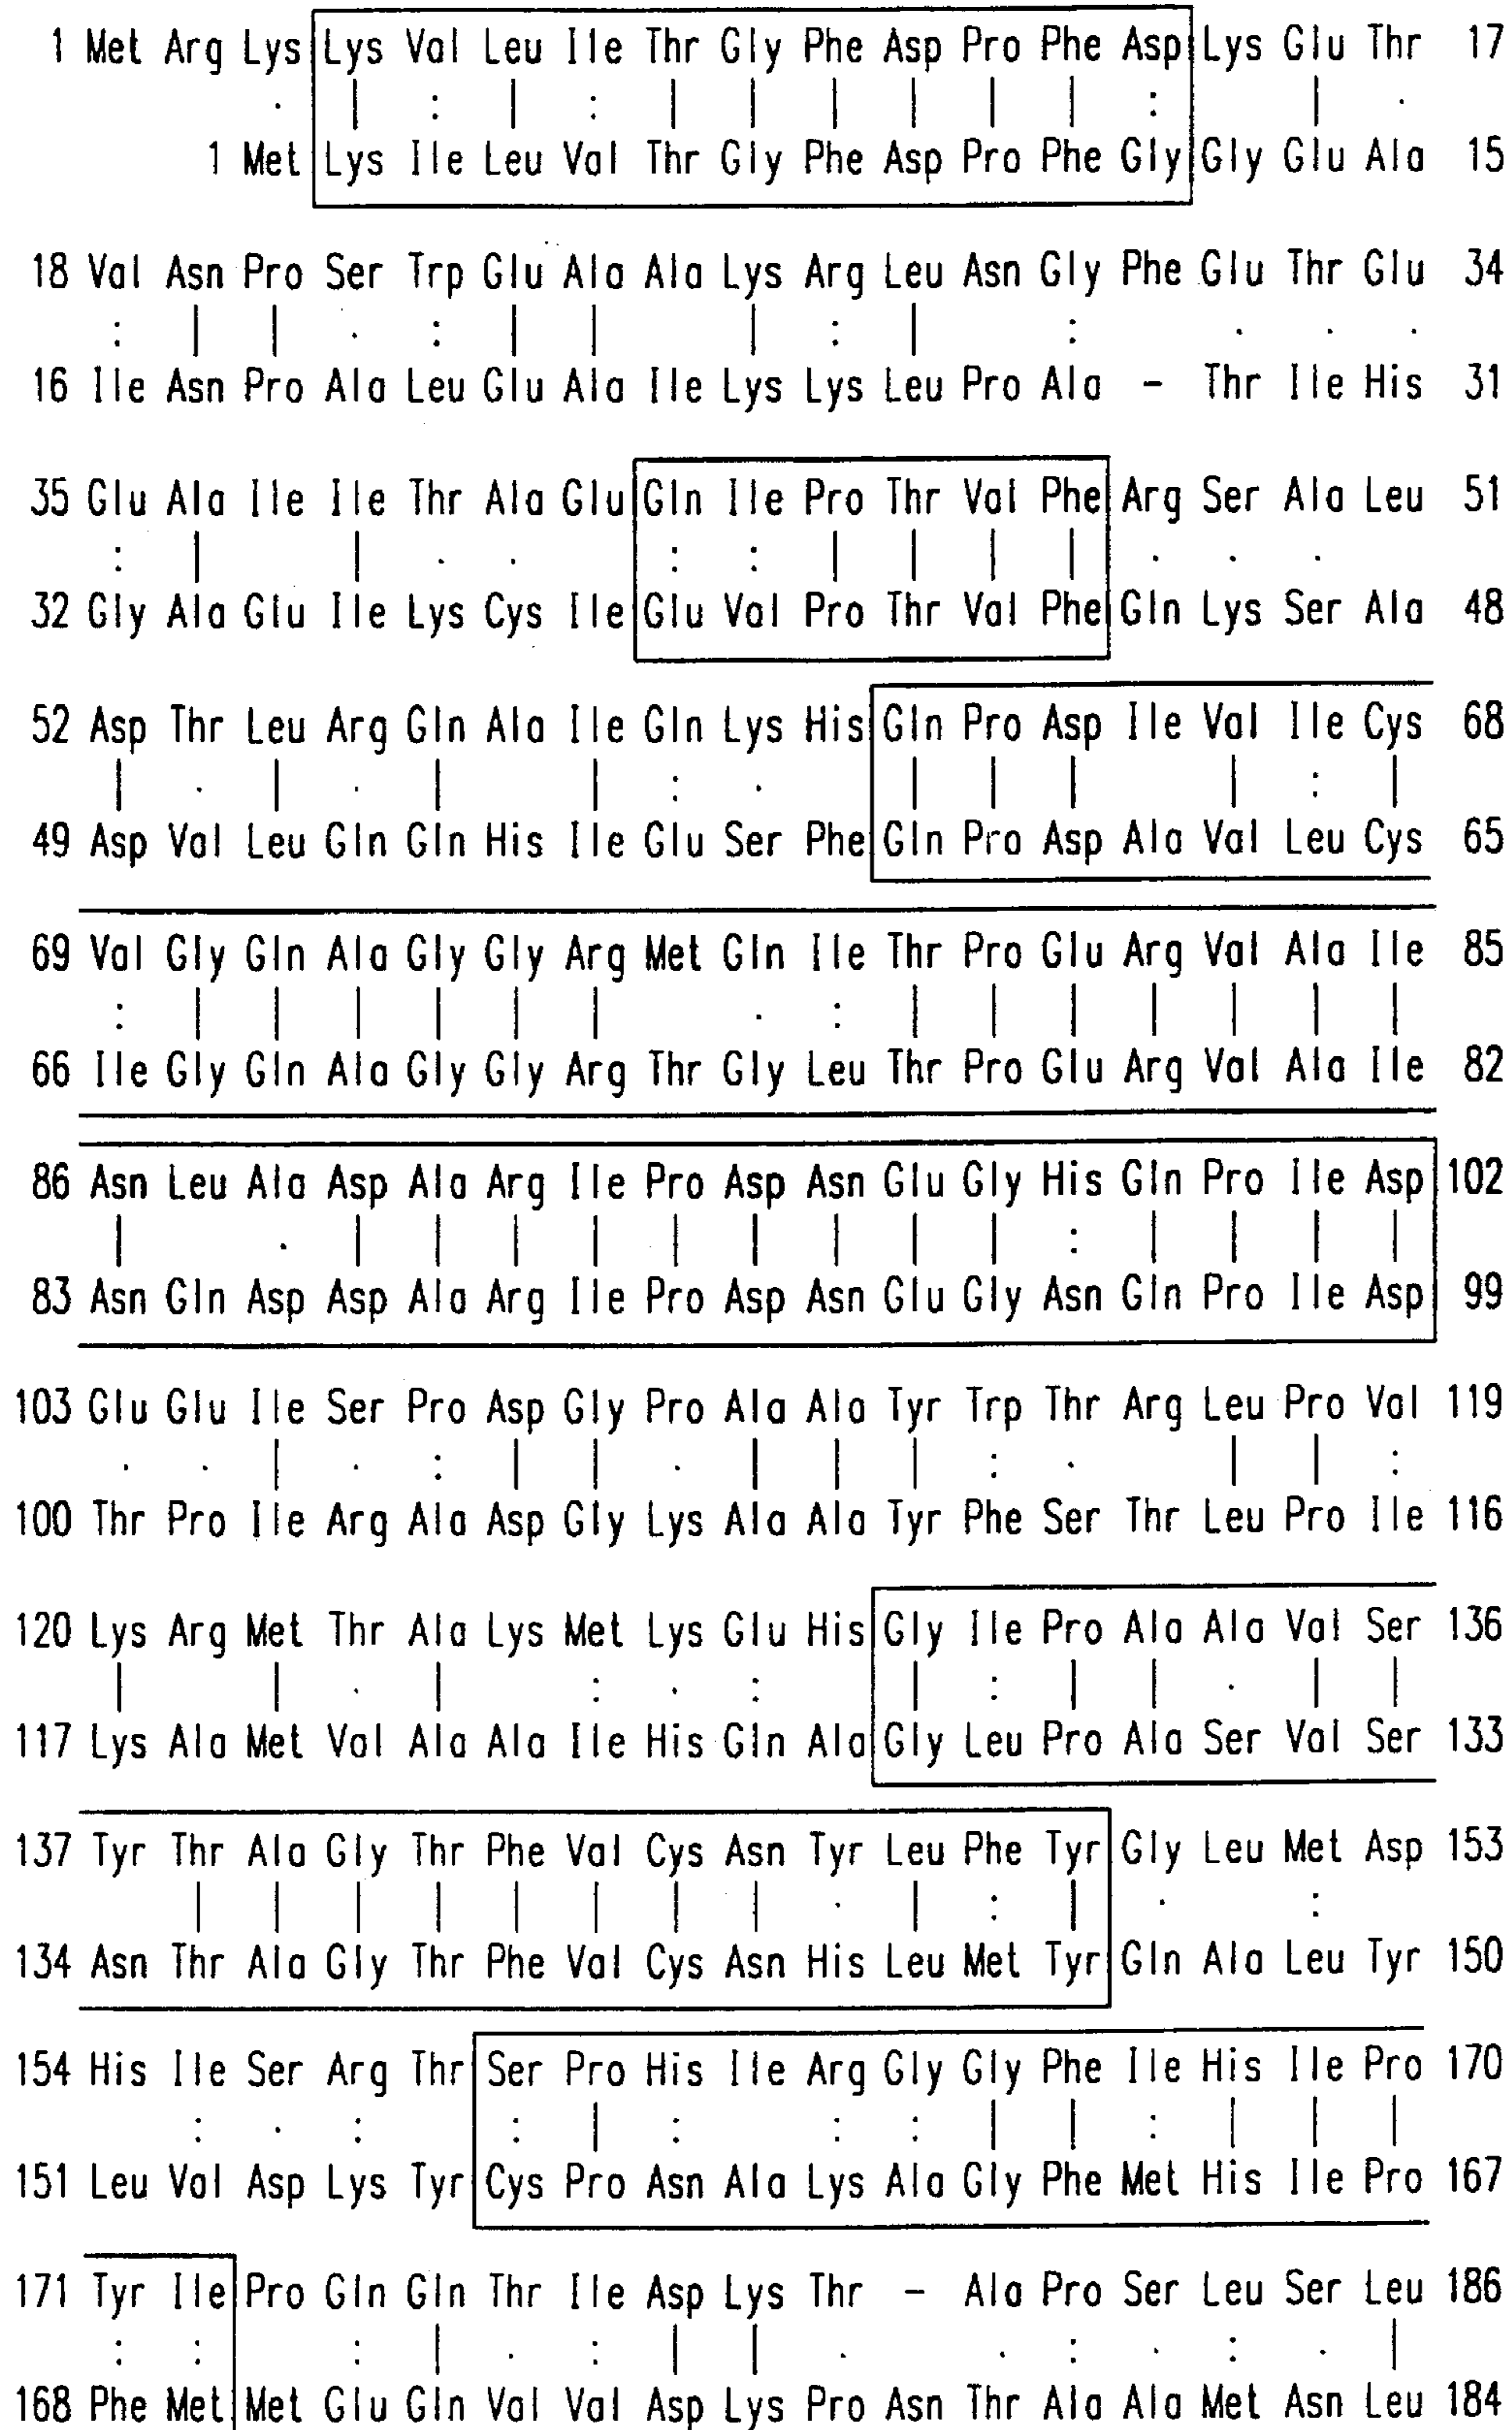 1 Met Arg Lys Lys Val Leu Ile Thr Gly Phe Asp Pro Phe Asp Lys Glu Thr 17
. | : | : | | | | | | : | .
1 Met Lys Ile Leu Val Thr Gly Phe Asp Pro Phe Gly Gly Glu Ala 15
18 Val Asn Pro Ser Trp Glu Ala Ala Lys Arg Leu Asn Gly Phe Glu Thr Glu 34
: | | . : | | | : | : . . .
16 Ile Asn Pro Ala Leu Glu Ala Ile Lys Lys Leu Pro Ala - Thr Ile His 31
35 Glu Ala Ile Ile Thr Ala Glu Gln Ile Pro Thr Val Phe Arg Ser Ala Leu 51
: | | . . : : | | | | . . .
32 Gly Ala Glu Ile Lys Cys Ile Glu Val Pro Thr Val Phe Gln Lys Ser Ala 48
52 Asp Thr Leu Arg Gln Ala Ile Gln Lys His Gln Pro Asp Ile Val Ile Cys 68
| . | . | | : . | | | | : |
49 Asp Val Leu Gln Gln His Ile Glu Ser Phe Gln Pro Asp Ala Val Leu Cys 65
69 Val Gly Gln Ala Gly Gly Arg Met Gln Ile Thr Pro Glu Arg Val Ala Ile 85
: | | | | | | . : | | | | | | |
66 Ile Gly Gln Ala Gly Gly Arg Thr Gly Leu Thr Pro Glu Arg Val Ala Ile 82
86 Asn Leu Ala Asp Ala Arg Ile Pro Asp Asn Glu Gly His Gln Pro Ile Asp 102
| . | | | | | | | | | : | | | |
83 Asn Gln Asp Asp Ala Arg Ile Pro Asp Asn Glu Gly Asn Gln Pro Ile Asp 99
103 Glu Glu Ile Ser Pro Asp Gly Pro Ala Ala Tyr Trp Thr Arg Leu Pro Val 119
. . | . : | | . | | | : . | | :
100 Thr Pro Ile Arg Ala Asp Gly Lys Ala Ala Tyr Phe Ser Thr Leu Pro Ile 116
120 Lys Arg Met Thr Ala Lys Met Lys Glu His Gly Ile Pro Ala Ala Val Ser 136
| | . | : . : | : | | . | |
117 Lys Ala Met Val Ala Ala Ile His Gln Ala Gly Leu Pro Ala Ser Val Ser 133
137 Tyr Thr Ala Gly Thr Phe Val Cys Asn Tyr Leu Phe Tyr Gly Leu Met Asp 153
| | | | | | | | . | : | . :
134 Asn Thr Ala Gly Thr Phe Val Cys Asn His Leu Met Tyr Gln Ala Leu Tyr 150
154 His Ile Ser Arg Thr Ser Pro His Ile Arg Gly Gly Phe Ile His Ile Pro 170
: . : : | : : : | | : | | |
151 Leu Val Asp Lys Tyr Cys Pro Asn Ala Lys Ala Gly Phe Met His Ile Pro 167
171 Tyr Ile Pro Gln Gln Thr Ile Asp Lys Thr - Ala Pro Ser Leu Ser Leu 186
: : : | . : | | . . : . : . |
168 Phe Met Met Glu Gln Val Val Asp Lys Pro Asn Thr Ala Ala Met Asn Leu 184